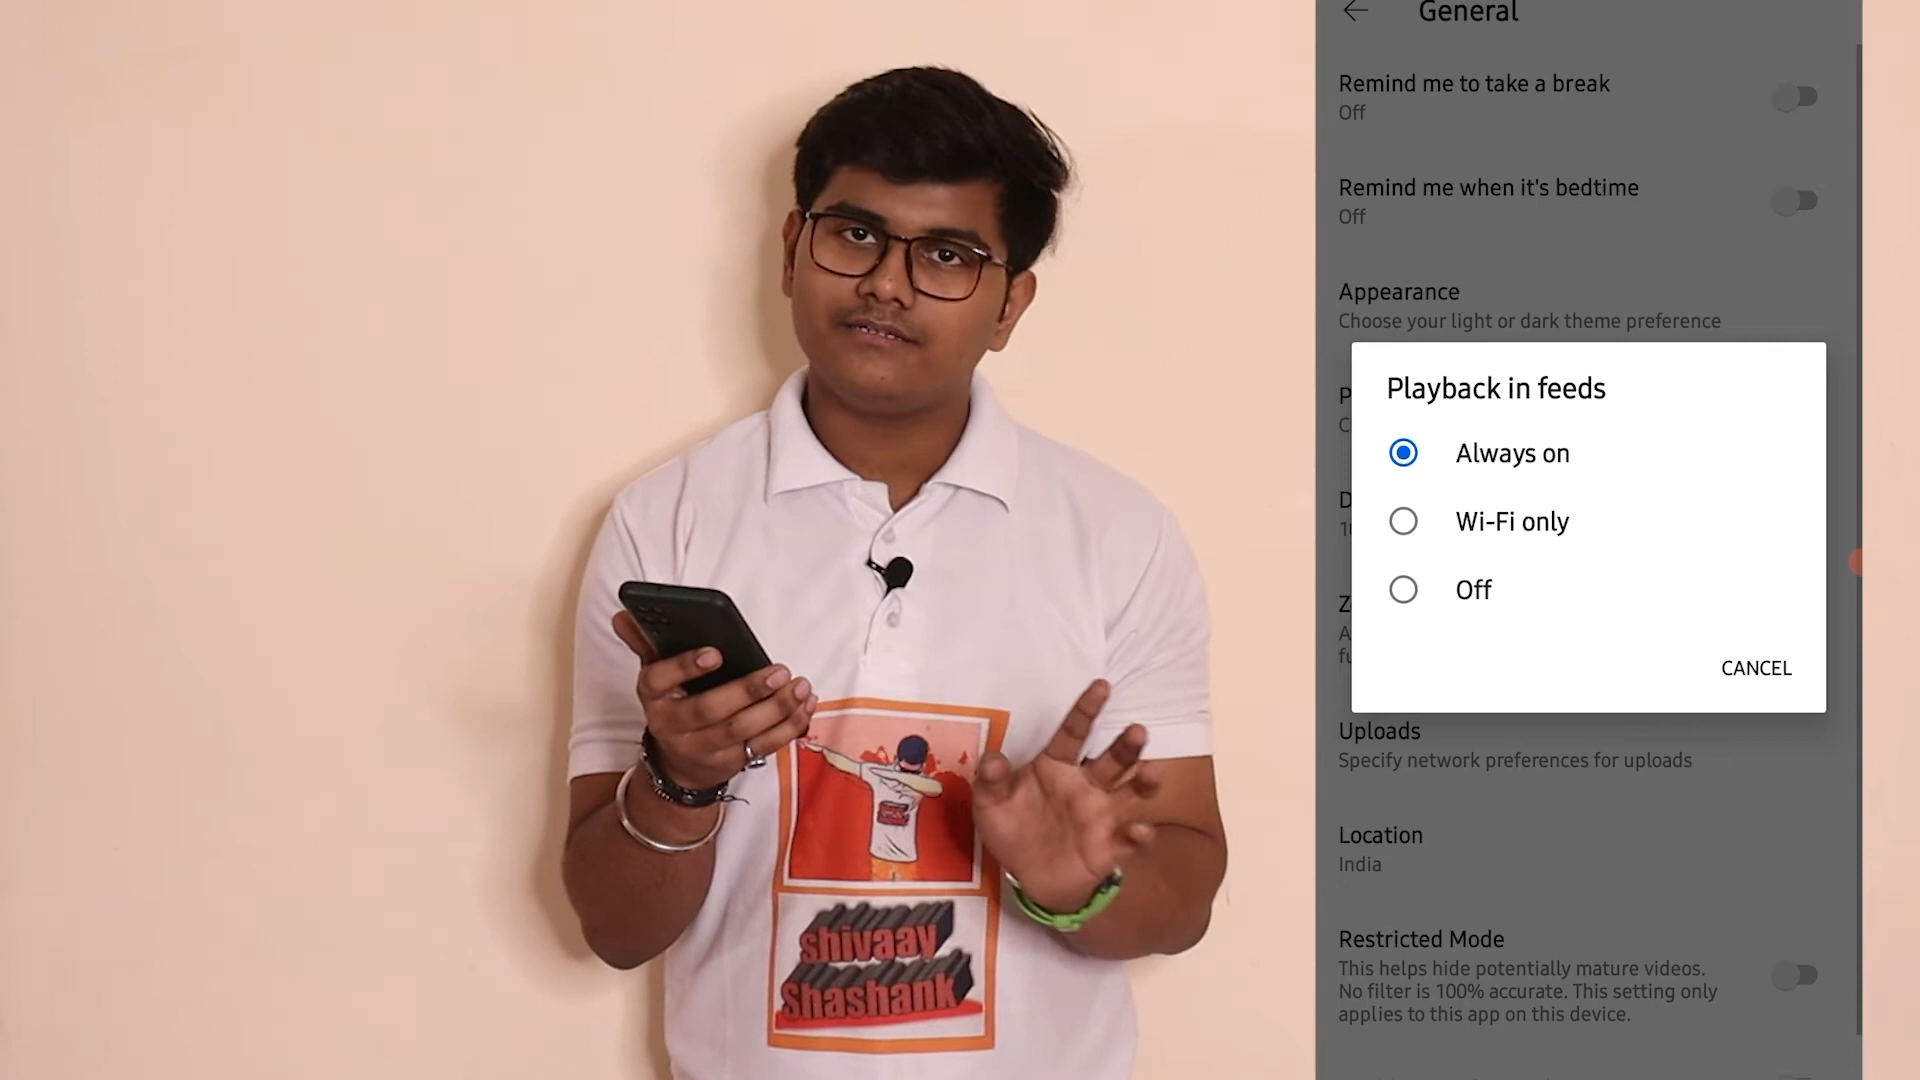 General
Remind me to take a break
Off
Remind me when it's bedtime
Off
Appearance
Choose your light or dark theme preference
Playback in feeds
Always on
Wi-Fi only
Off
CANCEL
Uploads
Specify network preferences for uploads
Location
India
Restricted Mode
This helps hide potentially mature videos.
No filter is 100% accurate. This setting only
applies to this app on this device.
shivaay
Shashank